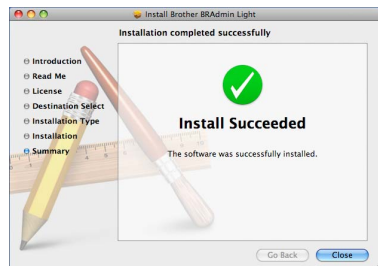 Install Brother BRAdmin Light
Installation completed successfully
Introduction
Read Me
License
Destination Select
Installation Type
Installation
Summary
Install Succeeded
The software was successfully installed.
Go Back
Close